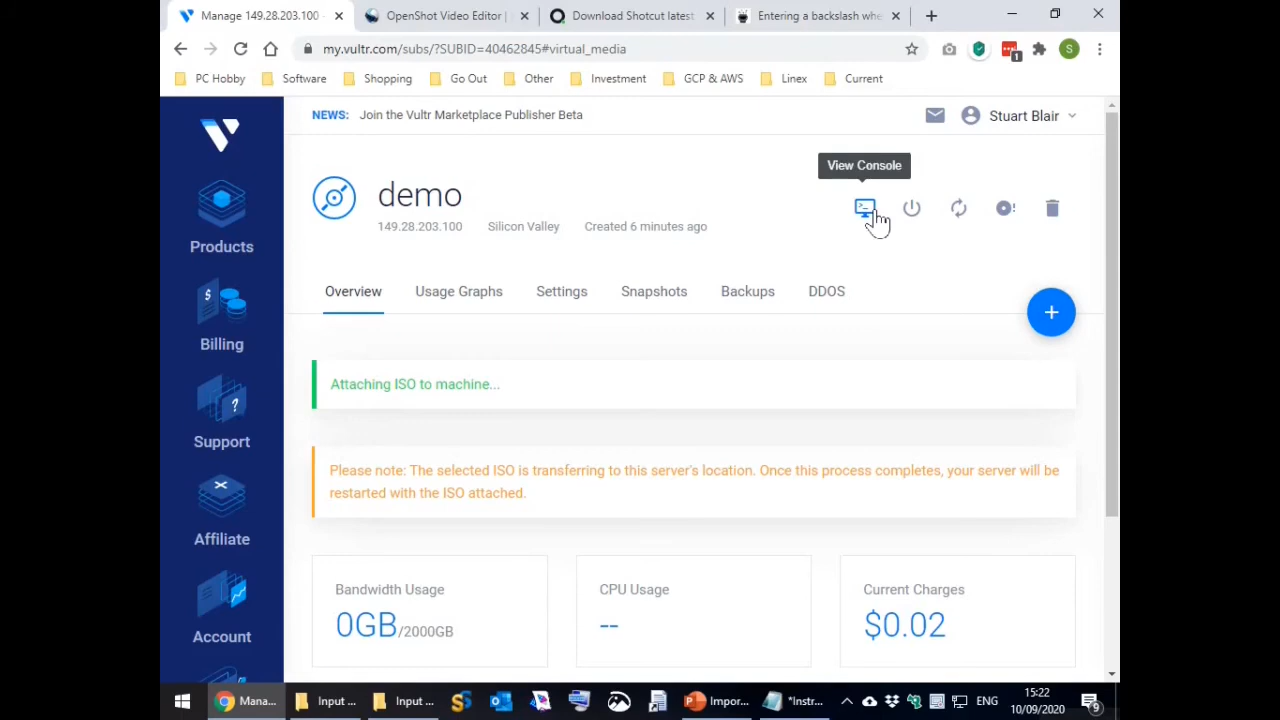 Manage 149.28.203.100 -
OpenShot Video Editor |
Download Shotcut latest
Entering a backslash whe
my.vultr.com/subs/?SUBID=40462845#virtual_media
1
S
PC Hobby
Software
Shopping
Go Out
Other
Investment
GCP & AWS
Linex
Current
NEWS: Join the Vultr Marketplace Publisher Beta
Stuart Blair
View Console
demo
149.28.203.100
Silicon Valley
Created 6 minutes ago
Products
Billing
Support
Affiliate
Account
Overview
Usage Graphs
Settings
Snapshots
Backups
DDOS
+
Attaching ISO to machine...
Please note: The selected ISO is transferring to this server's location. Once this process completes, your server will be
restarted with the ISO attached.
Bandwidth Usage
0GB/2000GB
CPU Usage
--
Current Charges
$0.02
Mana...
Input ...
Input ...
Impor...
*Instr...
ENG
15:22
10/09/2020
9